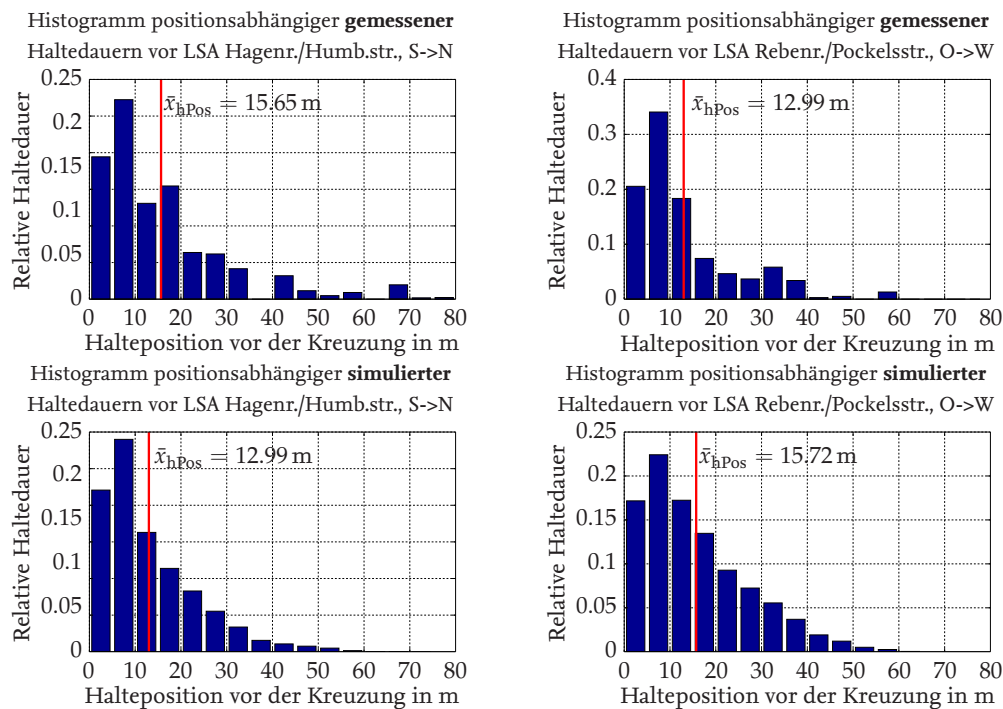 Histogramm positionsabhängiger gemessener
Haltedauern vor LSA Hagenr./Humb.str., S->N
0.25
0.2
0.15
0.1
0.05
0
Relative Haltedauer
x̄hPos = 15.65 m
0 10 20 30 40 50 60 70 80
Halteposition vor der Kreuzung in m
Histogramm positionsabhängiger gemessener
Haltedauern vor LSA Rebenr./Pockelsstr., O->W
0.4
0.3
0.2
0.1
0
Relative Haltedauer
x̄hPos = 12.99 m
0 10 20 30 40 50 60 70 80
Halteposition vor der Kreuzung in m
Histogramm positionsabhängiger simulierter
Haltedauern vor LSA Hagenr./Humb.str., S->N
0.25
0.2
0.15
0.1
0.05
0
Relative Haltedauer
x̄hPos = 12.99 m
0 10 20 30 40 50 60 70 80
Halteposition vor der Kreuzung in m
Histogramm positionsabhängiger simulierter
Haltedauern vor LSA Rebenr./Pockelsstr., O->W
0.25
0.2
0.15
0.1
0.05
0
Relative Haltedauer
x̄hPos = 15.72 m
0 10 20 30 40 50 60 70 80
Halteposition vor der Kreuzung in m